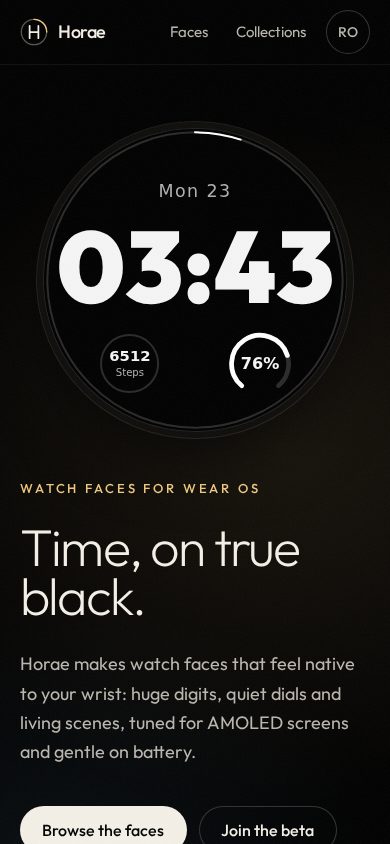 H Horae Faces Collections RO
Mon 23
03:43
6512 76%
Steps
WATCH FACES FOR WEAR OS
Time, on true
black.
Horae makes watch faces that feel native
to your wrist: huge digits, quiet dials and
living scenes, tuned for AMOLED screens
and gentle on battery.
Browse the faces Join the beta